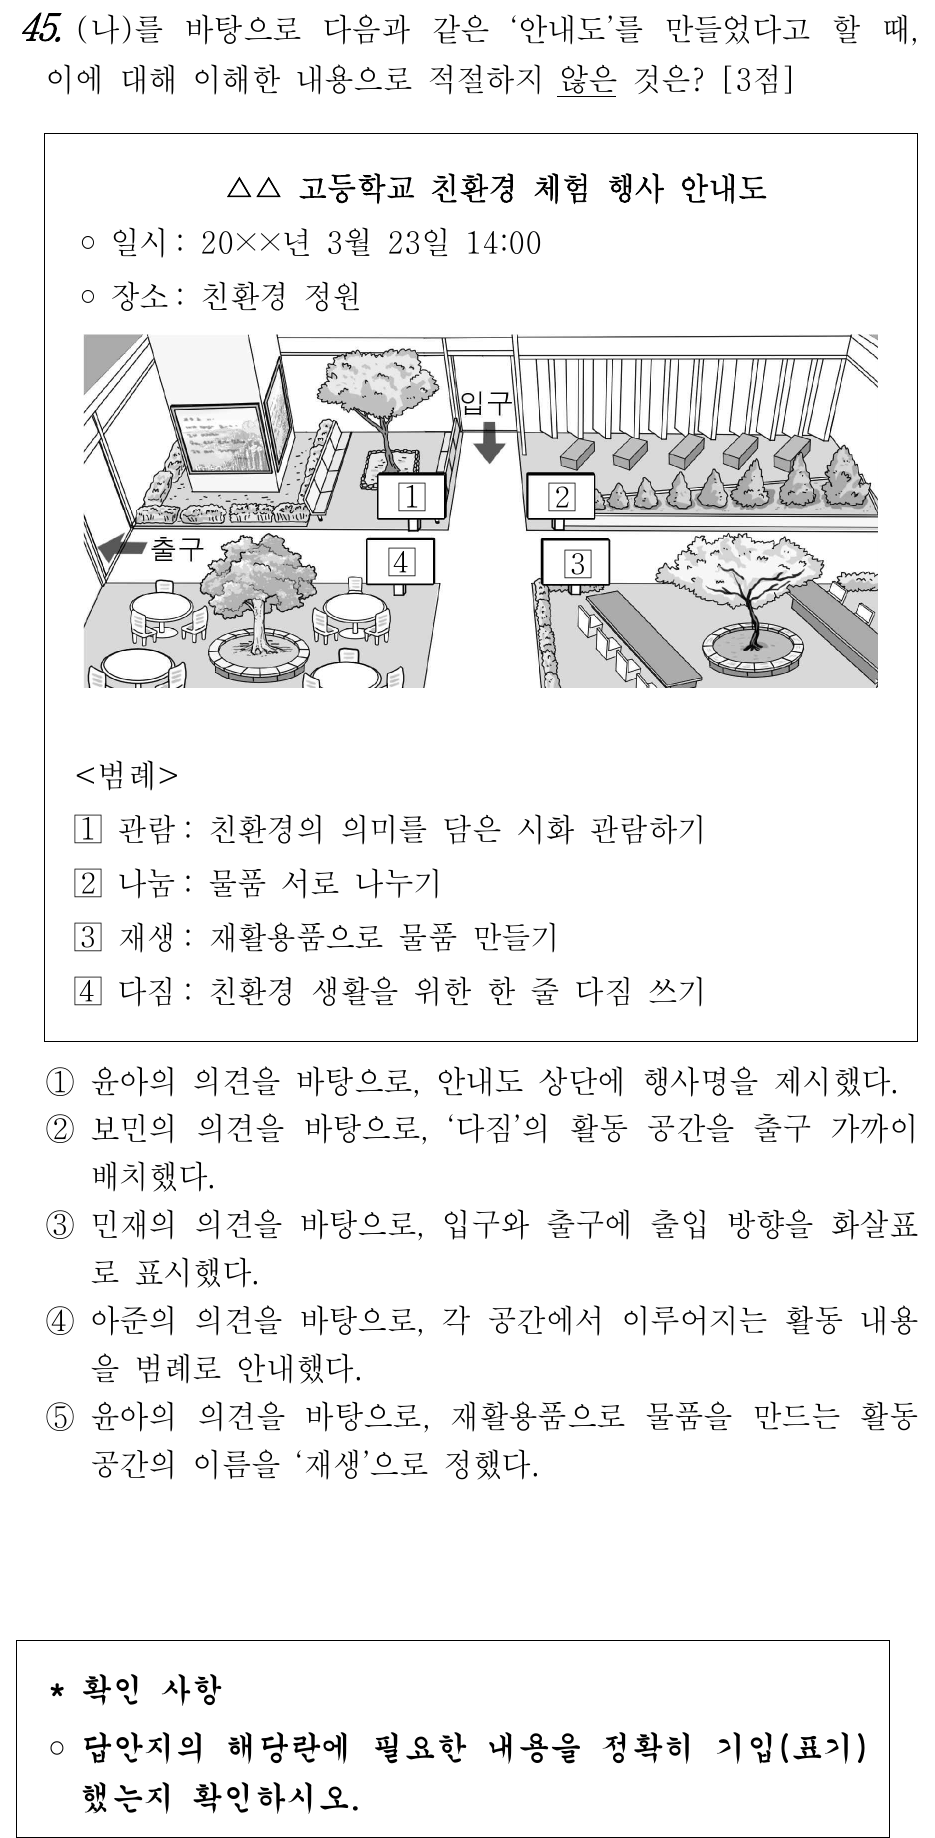 45. (나)를 바탕으로 다음과 같은 ‘안내도’를 만들었다고 할 때,
이에 대해 이해한 내용으로 적절하지 않은 것은? [3점]
△△ 고등학교 친환경 체험 행사 안내도
○ 일시: 20××년 3월 23일 14:00
○ 장소: 친환경 정원
입구
1
2
출구
4
3
<범례>
1 관람: 친환경의 의미를 담은 시화 관람하기
2 나눔: 물품 서로 나누기
3 재생: 재활용품으로 물품 만들기
4 다짐: 친환경 생활을 위한 한 줄 다짐 쓰기
① 윤아의 의견을 바탕으로, 안내도 상단에 행사명을 제시했다.
② 보민의 의견을 바탕으로, ‘다짐’의 활동 공간을 출구 가까이
배치했다.
③ 민재의 의견을 바탕으로, 입구와 출구에 출입 방향을 화살표
로 표시했다.
④ 아준의 의견을 바탕으로, 각 공간에서 이루어지는 활동 내용
을 범례로 안내했다.
⑤ 윤아의 의견을 바탕으로, 재활용품으로 물품을 만드는 활동
공간의 이름을 ‘재생’으로 정했다.
* 확인 사항
○ 답안지의 해당란에 필요한 내용을 정확히 기입(표기)
했는지 확인하시오.